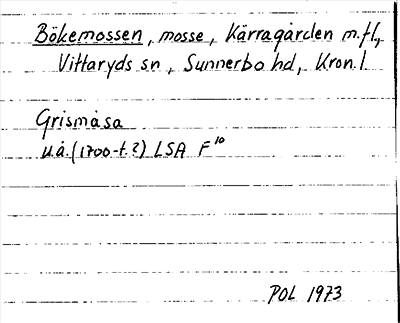 Bökemossen, mosse, Kärragården m.fl.,
Vittaryds sn, Sunnerbo hd, Kron.l.
Grismåsa
u.å. (1700-t.?) LSA F¹⁰
POL 1973